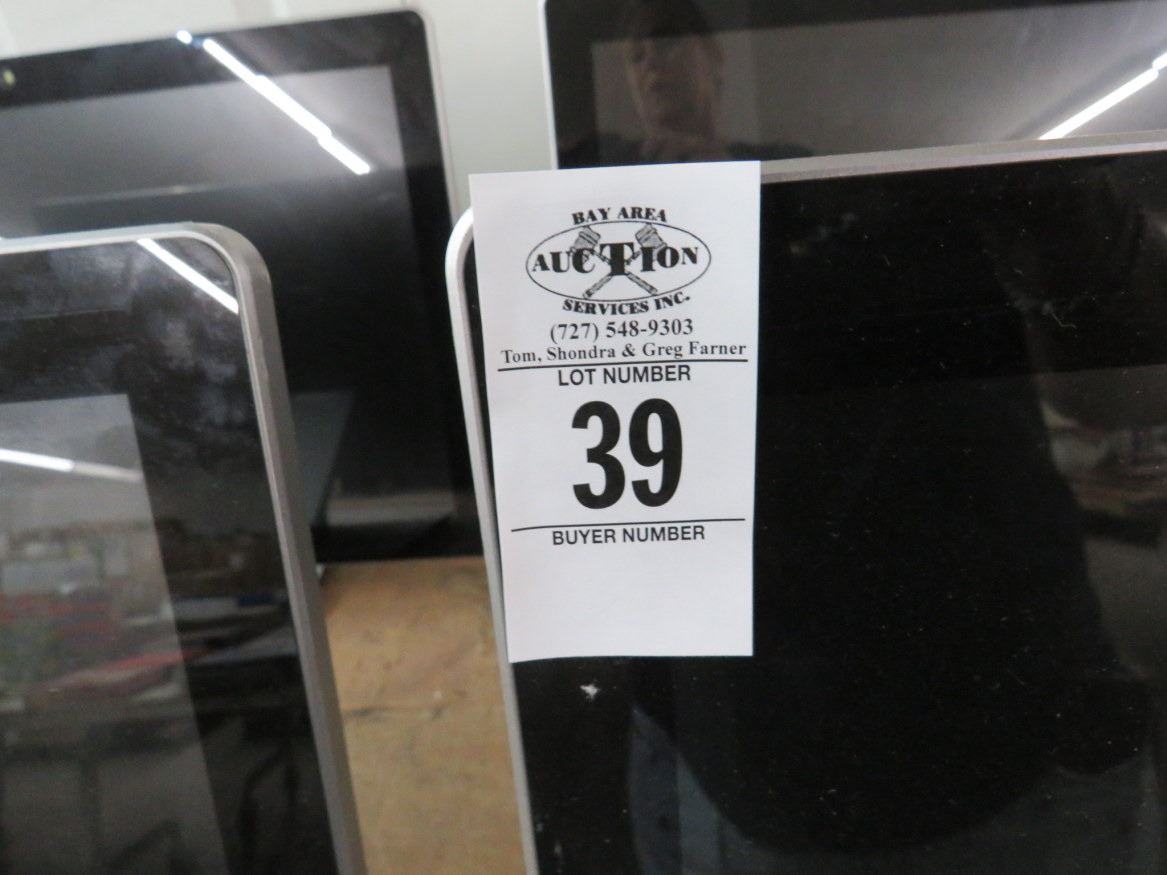 BAY AREA
AUCTION
SERVICES INC.
(727) 548-9303
Tom, Shondra & Greg Farner
LOT NUMBER
39
BUYER NUMBER